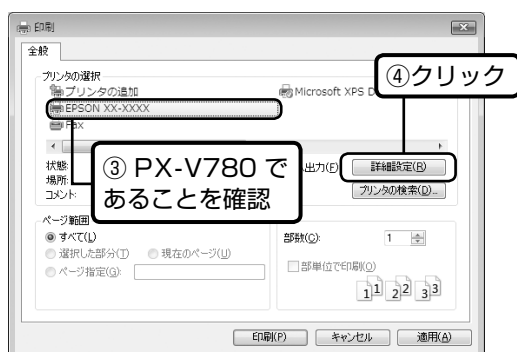 印刷
全般
プリンタの選択
プリンタの追加
Microsoft XPS D
EPSON XX-XXXX
Fax
④クリック
状態:
場所:
コメント:
③ PX-V780 で
あることを確認
出力(F)
詳細設定(R)
プリンタの検索(D)...
ページ範囲
すべて(L)
選択した部分(T)
現在のページ(U)
ページ指定(G):
部数(C):
1
部単位で印刷(O)
11 22 33
印刷(P)
キャンセル
適用(A)